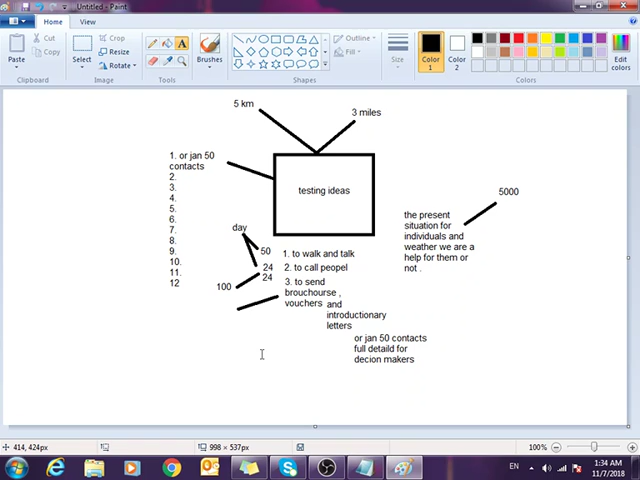 Untitled - Paint
Home
View
Paste
Cut
Copy
Clipboard
Select
Crop
Resize
Rotate
Image
Tools
Brushes
Shapes
Outline
Fill
Size
Color 1
Color 2
Colors
Edit colors
5 km
3 miles
1. or jan 50
contacts
2.
3.
4.
5.
6.
7.
8.
9.
10.
11.
12
testing ideas
5000
the present
situation for
individuals and
weather we are a
help for them or
not .
day
50
24
24
100
1. to walk and talk
2. to call peopel
3. to send
brouchourse ,
vouchers
and
introductionary
letters
or jan 50 contacts
full detaild for
decion makers
414, 424px
998 × 537px
100%
EN
1:34 AM
11/7/2018